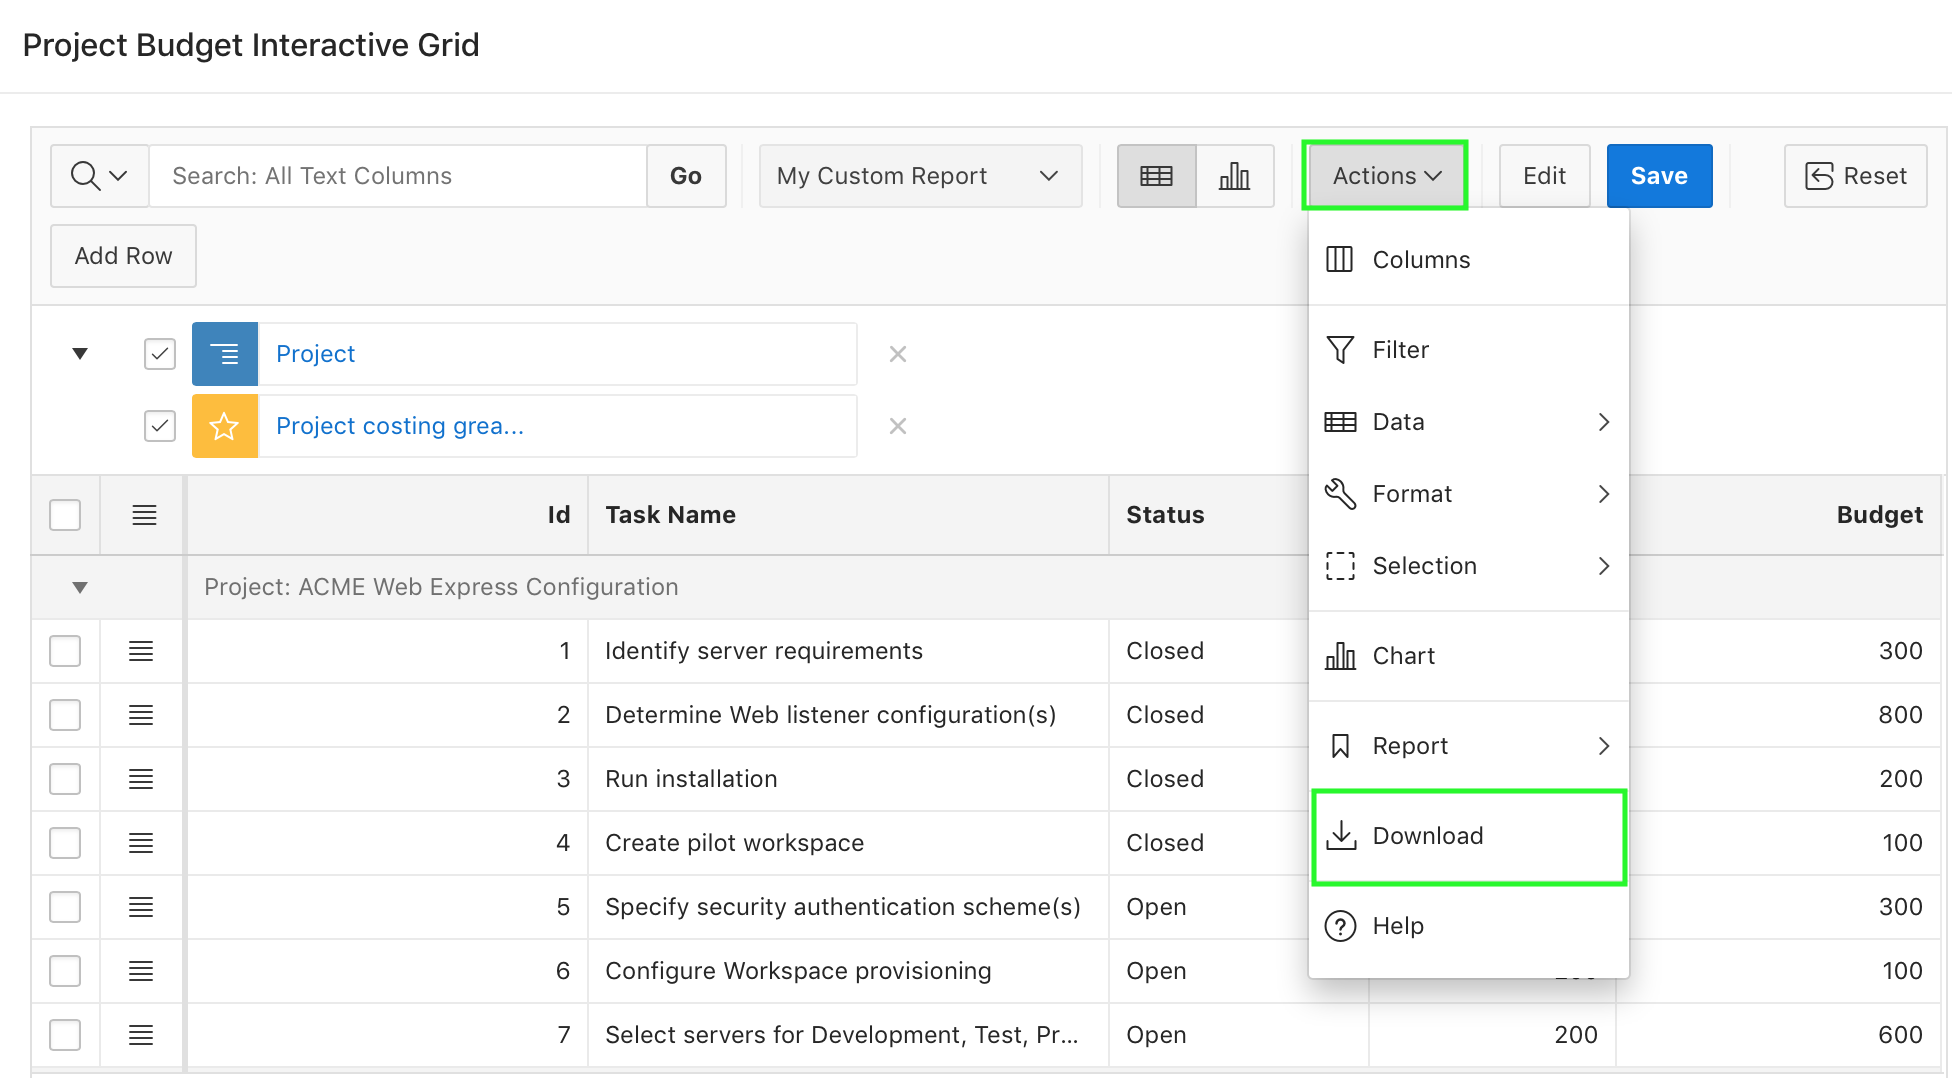 Project Budget Interactive Grid
Search: All Text Columns
Go
My Custom Report
Actions
Edit
Save
Reset
Add Row
Columns
Filter
Data
Format
Selection
Chart
Report
Download
Help
Project
Project costing grea...
Id Task Name Status Budget
Project: ACME Web Express Configuration
1 Identify server requirements Closed 300
2 Determine Web listener configuration(s) Closed 800
3 Run installation Closed 200
4 Create pilot workspace Closed 100
5 Specify security authentication scheme(s) Open 300
6 Configure Workspace provisioning Open 100
7 Select servers for Development, Test, Pr... Open 200 600